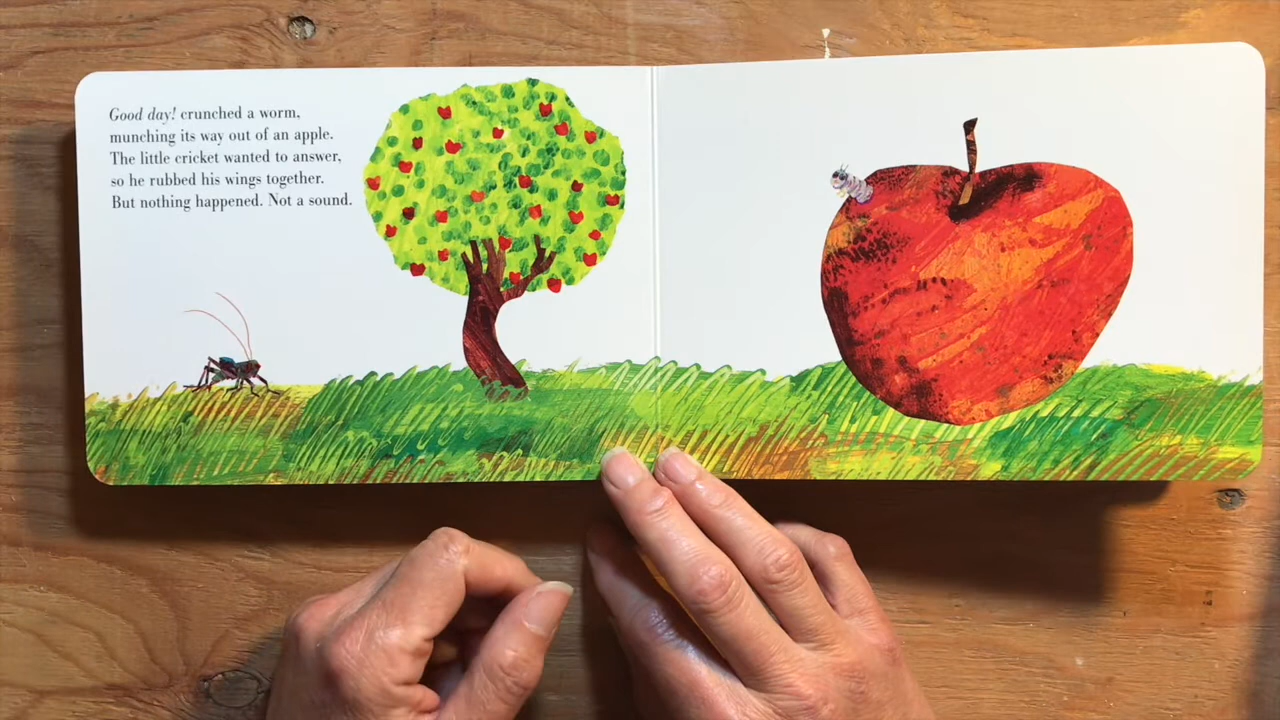 Good day! crunched a worm,
munching its way out of an apple.
The little cricket wanted to answer,
so he rubbed his wings together.
But nothing happened. Not a sound.